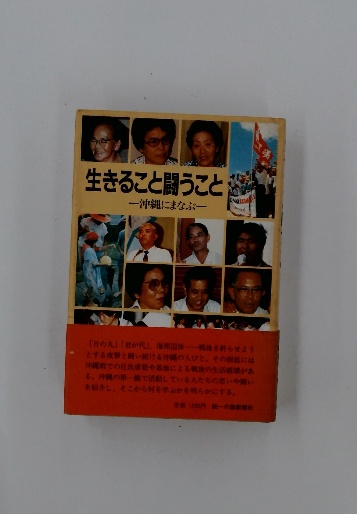 生きること闘うこと
―沖縄にまなぶ―
「日の丸」「君が代」、海邦国体――戦後を終らせよう
とする攻撃と闘い続ける沖縄の人びと。その根底には
沖縄戦での住民虐殺や基地による戦後の生活破壊があ
る。沖縄の第一線で活動している人たちの思いや闘い
を紹介し、そこから何を学ぶかを明らかにする。
定価